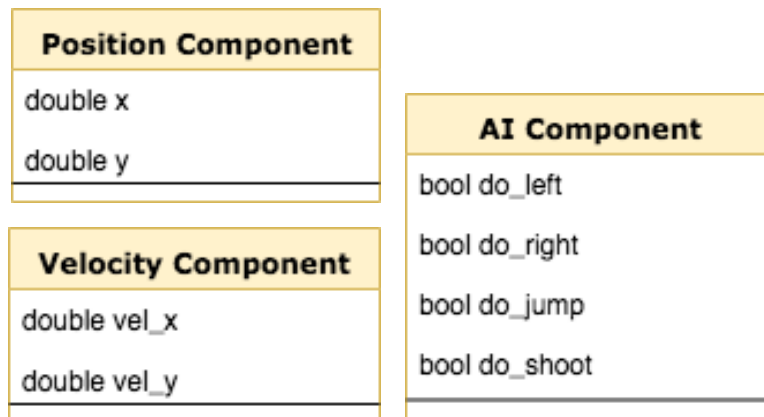 Position Component
double x
double y
Velocity Component
double vel_x
double vel_y
AI Component
bool do_left
bool do_right
bool do_jump
bool do_shoot